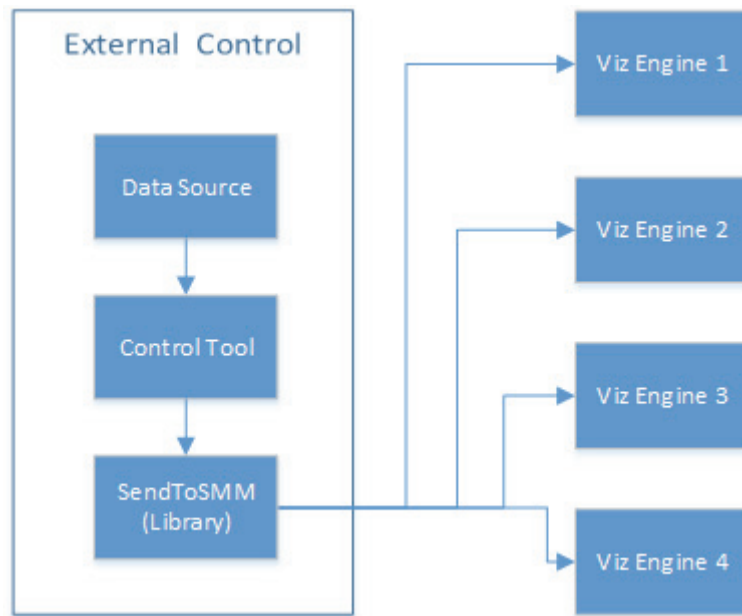 External Control
Data Source
Control Tool
SendToSMM
(Library)
Viz Engine 1
Viz Engine 2
Viz Engine 3
Viz Engine 4